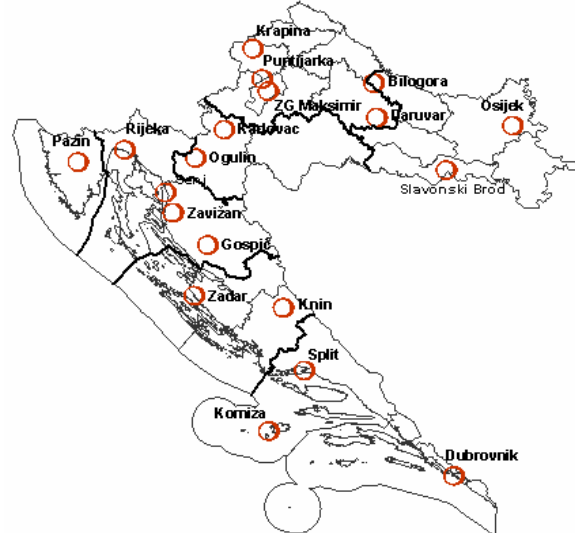 Krapina
Puntijarka
Bilogora
ZG Maksimir
Daruvar
Osijek
Rijeka
Karlovac
Pazin
Ogulin
Senj
Slavonski Brod
Zavižan
Gospić
Zadar
Knin
Split
Komiža
Dubrovnik